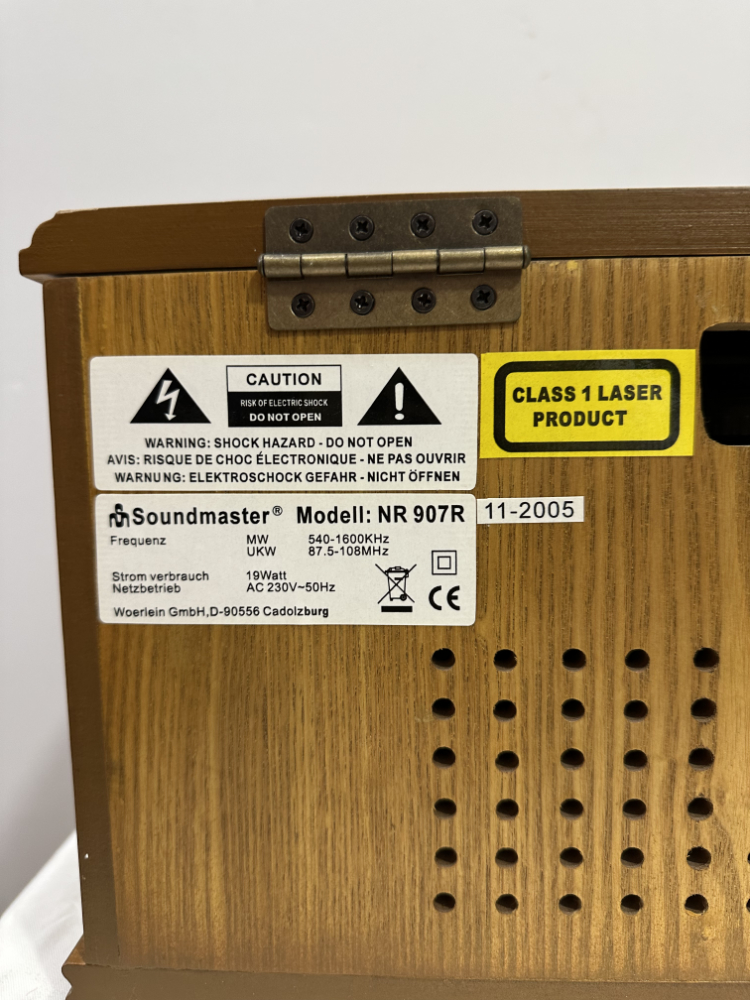 CAUTION
RISK OF ELECTRIC SHOCK
DO NOT OPEN
WARNING: SHOCK HAZARD - DO NOT OPEN
AVIS: RISQUE DE CHOC ÉLECTRONIQUE - NE PAS OUVRIR
WARNUNG: ELEKTROSCHOCK GEFAHR - NICHT ÖFFNEN
CLASS 1 LASER
PRODUCT
Soundmaster® Modell: NR 907R
11-2005
Frequenz MW 540-1600KHz
UKW 87.5-108MHz
Strom verbrauch 19Watt
Netzbetrieb AC 230V~50Hz
Woerlein GmbH,D-90556 Cadolzburg
CE